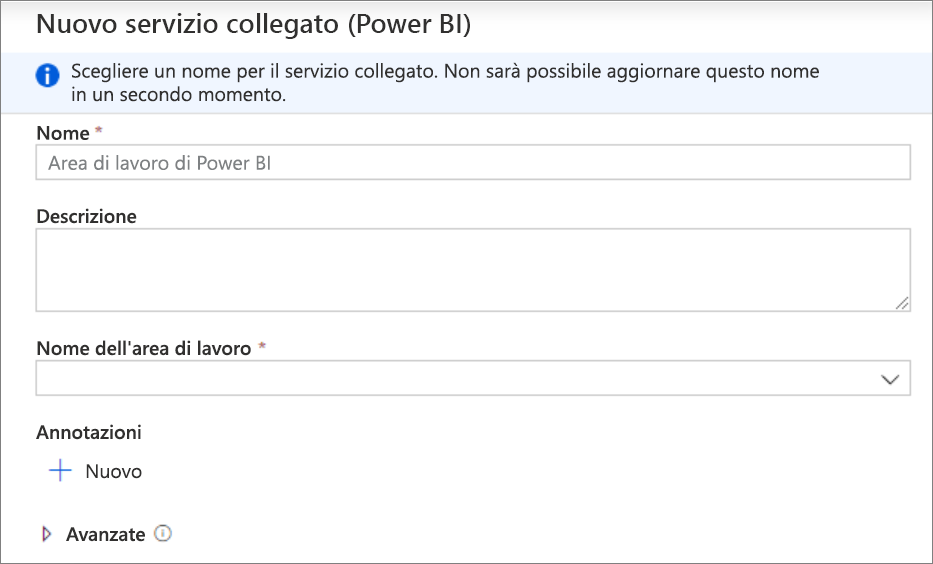 Nuovo servizio collegato (Power BI)
Scegliere un nome per il servizio collegato. Non sarà possibile aggiornare questo nome
in un secondo momento.
Nome *
Area di lavoro di Power BI
Descrizione
Nome dell'area di lavoro *
Annotazioni
Nuovo
Avanzate